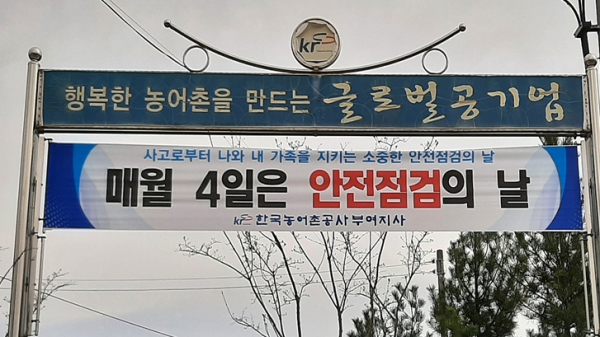 kr
행복한 농어촌을 만드는 글로벌공기업
사고로부터 나와 내 가족을 지키는 소중한 안전점검의 날
매월 4일은 안전점검의 날
kr 한국농어촌공사 부여지사